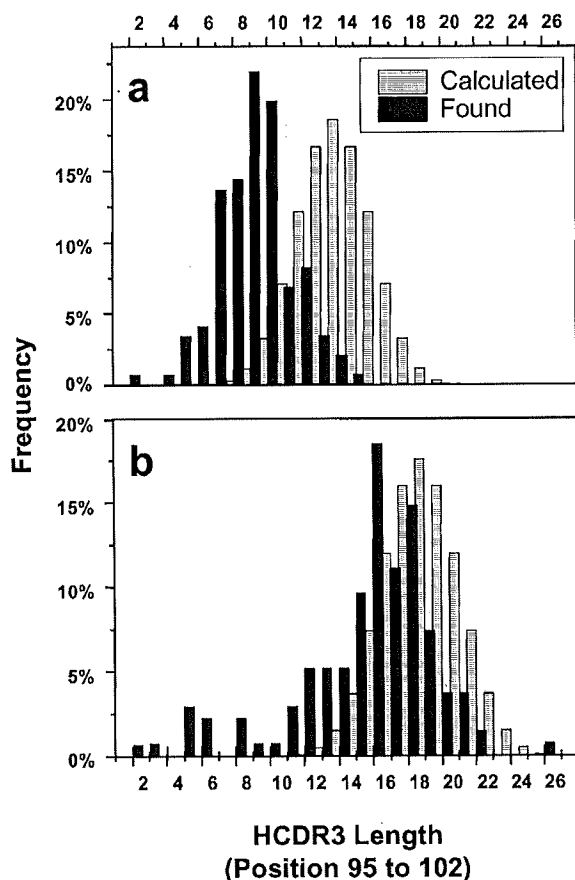 2 4 6 8 10 12 14 16 18 20 22 24 26
a
Calculated
Found
20%
15%
10%
5%
0%
Frequency
b
20%
15%
10%
5%
0%
2 4 6 8 10 12 14 16 18 20 22 24 26
HCDR3 Length
(Position 95 to 102)